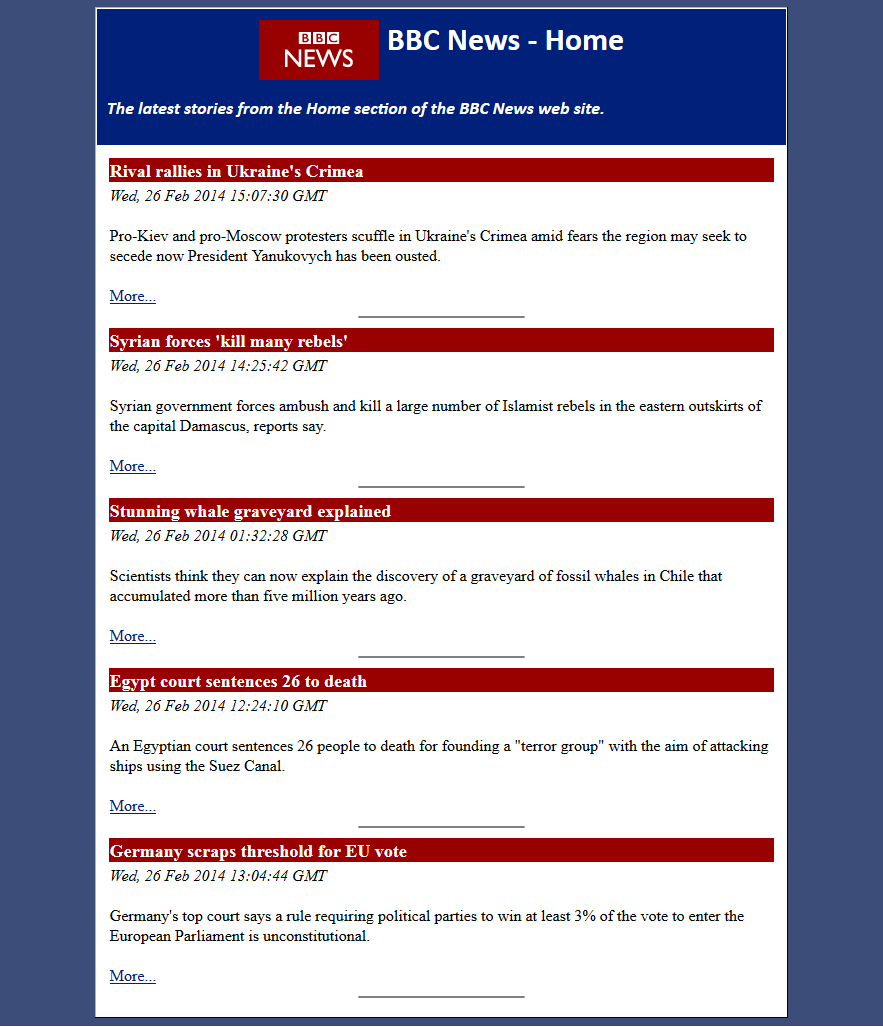 BBC
NEWS
BBC News - Home
The latest stories from the Home section of the BBC News web site.
Rival rallies in Ukraine's Crimea
Wed, 26 Feb 2014 15:07:30 GMT
Pro-Kiev and pro-Moscow protesters scuffle in Ukraine's Crimea amid fears the region may seek to
secede now President Yanukovych has been ousted.
More...
Syrian forces 'kill many rebels'
Wed, 26 Feb 2014 14:25:42 GMT
Syrian government forces ambush and kill a large number of Islamist rebels in the eastern outskirts of
the capital Damascus, reports say.
More...
Stunning whale graveyard explained
Wed, 26 Feb 2014 01:32:28 GMT
Scientists think they can now explain the discovery of a graveyard of fossil whales in Chile that
accumulated more than five million years ago.
More...
Egypt court sentences 26 to death
Wed, 26 Feb 2014 12:24:10 GMT
An Egyptian court sentences 26 people to death for founding a "terror group" with the aim of attacking
ships using the Suez Canal.
More...
Germany scraps threshold for EU vote
Wed, 26 Feb 2014 13:04:44 GMT
Germany's top court says a rule requiring political parties to win at least 3% of the vote to enter the
European Parliament is unconstitutional.
More...